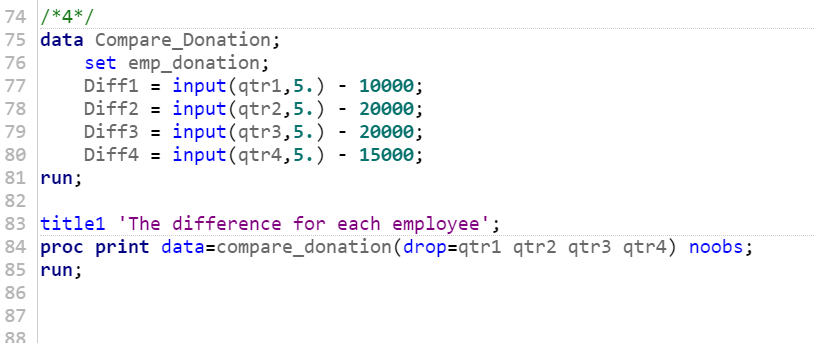 74 /*4*/
75 data Compare_Donation;
76 set emp_donation;
77 Diff1 = input(qtr1,5.) - 10000;
78 Diff2 = input(qtr2,5.) - 20000;
79 Diff3 = input(qtr3,5.) - 20000;
80 Diff4 = input(qtr4,5.) - 15000;
81 run;
82
83 title1 'The difference for each employee';
84 proc print data=compare_donation(drop=qtr1 qtr2 qtr3 qtr4) noobs;
85 run;
86
87
88